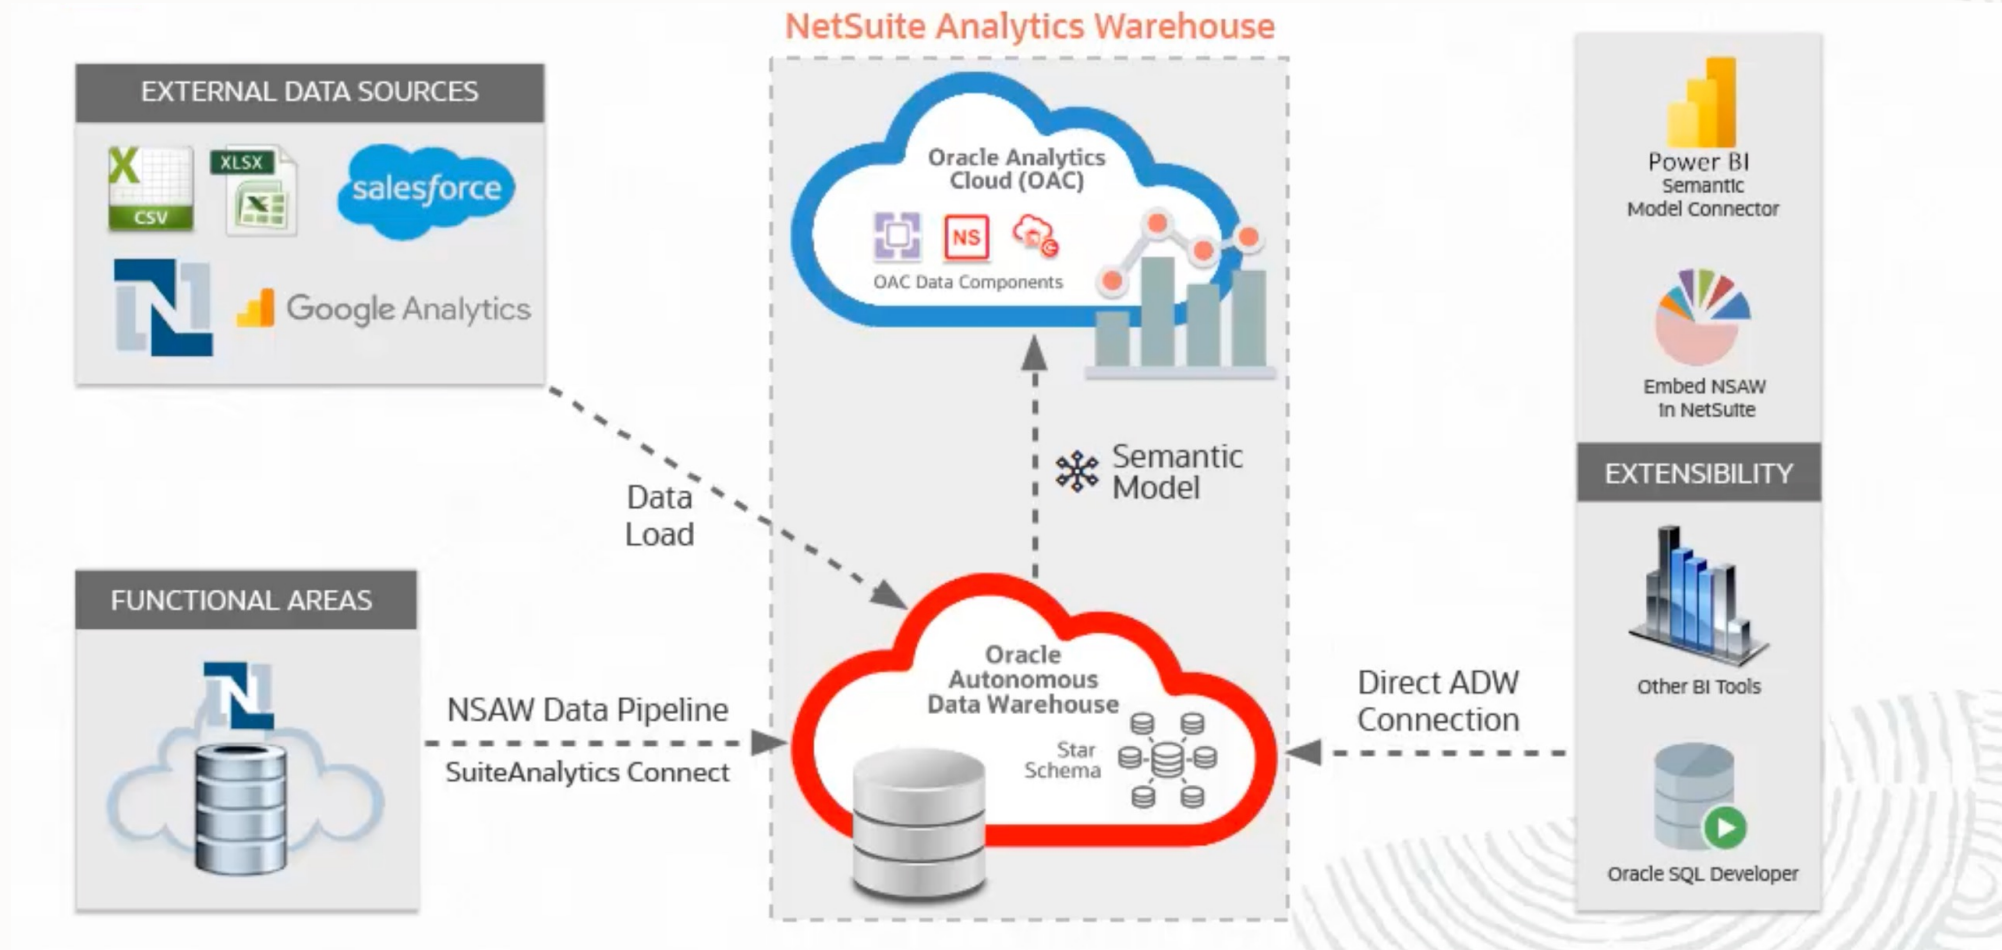 NetSuite Analytics Warehouse
EXTERNAL DATA SOURCES
X
CSV
XLSX
X
salesforce
N
Google Analytics
Data
Load
FUNCTIONAL AREAS
N
NSAW Data Pipeline
SuiteAnalytics Connect
Oracle Analytics
Cloud (OAC)
NS
OAC Data Components
Semantic
Model
Oracle
Autonomous
Data Warehouse
Star
Schema
Direct ADW
Connection
Power BI
Semantic
Model Connector
Embed NSAW
in NetSuite
EXTENSIBILITY
Other BI Tools
Oracle SQL Developer